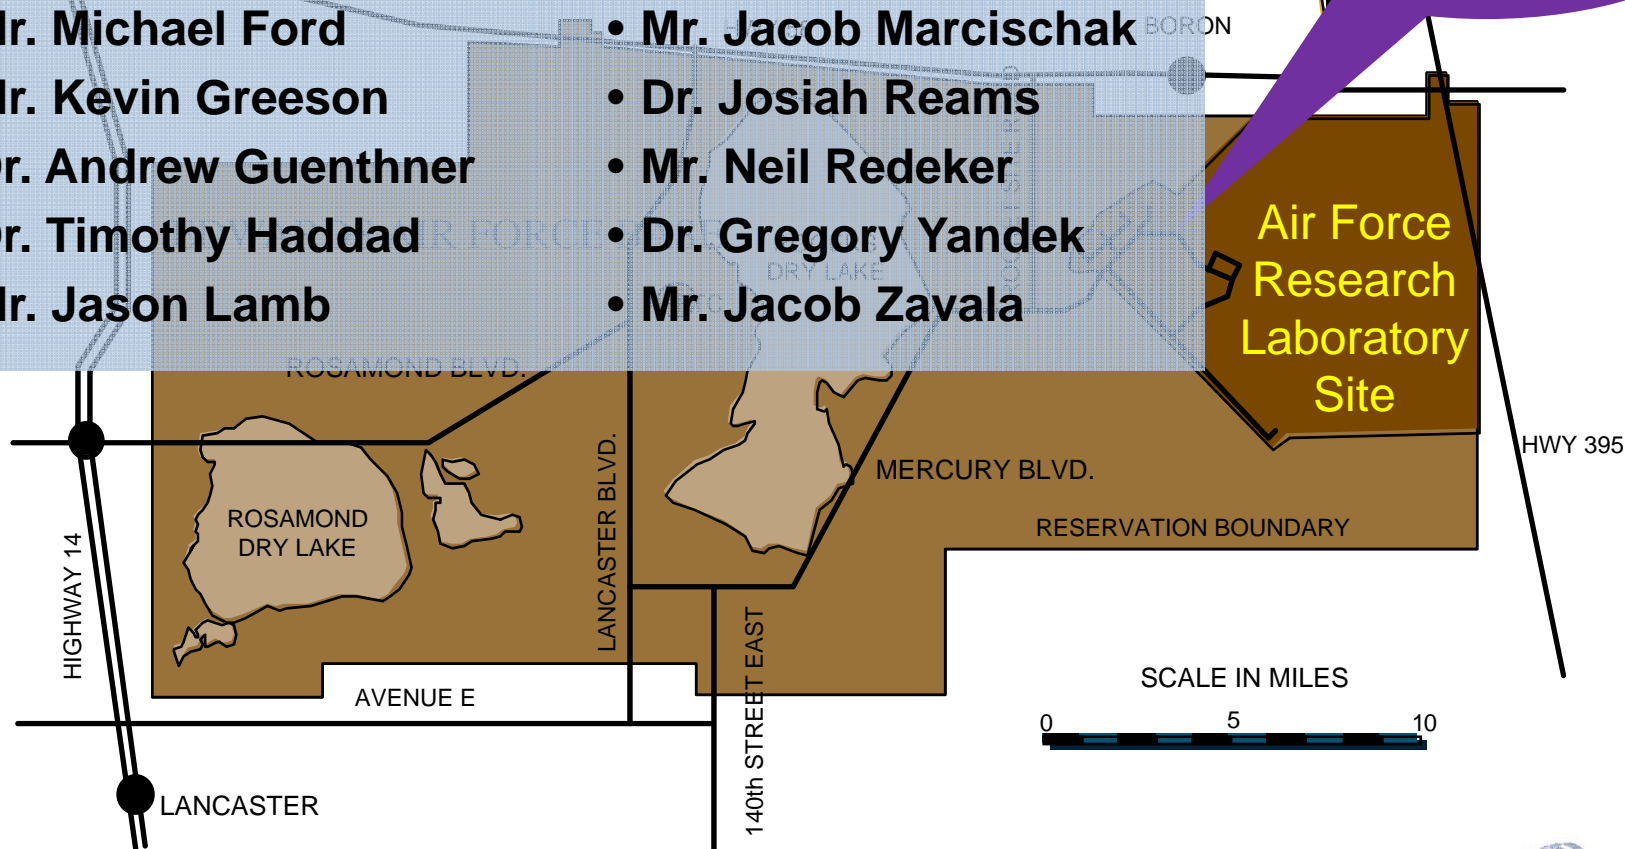 Mr. Michael Ford
Mr. Kevin Greeson
Dr. Andrew Guenthner
Dr. Timothy Haddad
Mr. Jason Lamb
• Mr. Jacob Marcischak
• Dr. Josiah Reams
• Mr. Neil Redeker
• Dr. Gregory Yandek
• Mr. Jacob Zavala
BORON
AIR FORCE
DRY LAKE
Air Force
Research
Laboratory
Site
ROSAMOND BLVD.
HWY 395
MERCURY BLVD.
LANCASTER BLVD.
ROSAMOND
DRY LAKE
RESERVATION BOUNDARY
HIGHWAY 14
140th STREET EAST
AVENUE E
SCALE IN MILES
0 5 10
LANCASTER